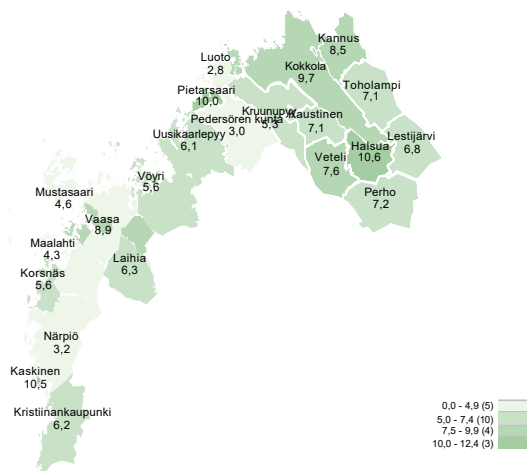 Kannus
8,5
Luoto
2,8
Kokkola
9,7
Toholampi
7,1
Pietarsaari
10,0
Kruunupyy
5,3
Kaustinen
7,1
Pedersören kunta
3,0
Uusikaarlepyy
6,1
Lestijärvi
6,8
Halsua
10,6
Veteli
7,6
Vöyri
5,6
Perho
7,2
Mustasaari
4,6
Vaasa
8,9
Maalahti
4,3
Laihia
6,3
Korsnäs
5,6
Närpiö
3,2
Kaskinen
10,5
Kristiinankaupunki
6,2
0,0 - 4,9 (5)
5,0 - 7,4 (10)
7,5 - 9,9 (4)
10,0 - 12,4 (3)